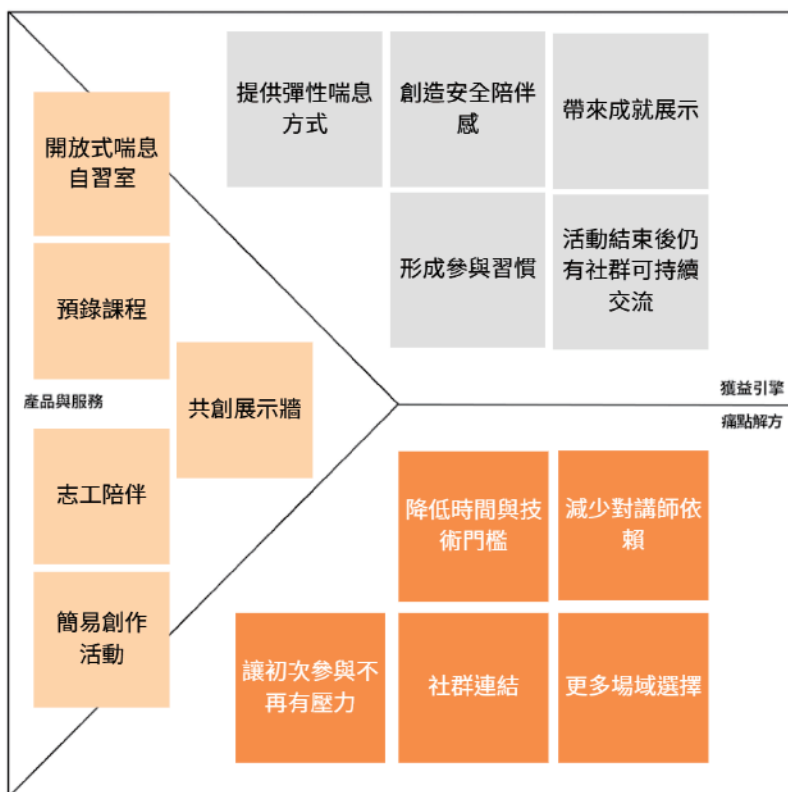 開放式喘息
自習室
預錄課程
產品與服務
志工陪伴
簡易創作
活動
共創展示牆
提供彈性喘息
方式
創造安全陪伴
感
帶來成就展示
形成參與習慣
活動結束後仍
有社群可持續
交流
獲益引擎
痛點解方
降低時間與技
術門檻
減少對講師依
賴
讓初次參與不
再有壓力
社群連結
更多場域選擇